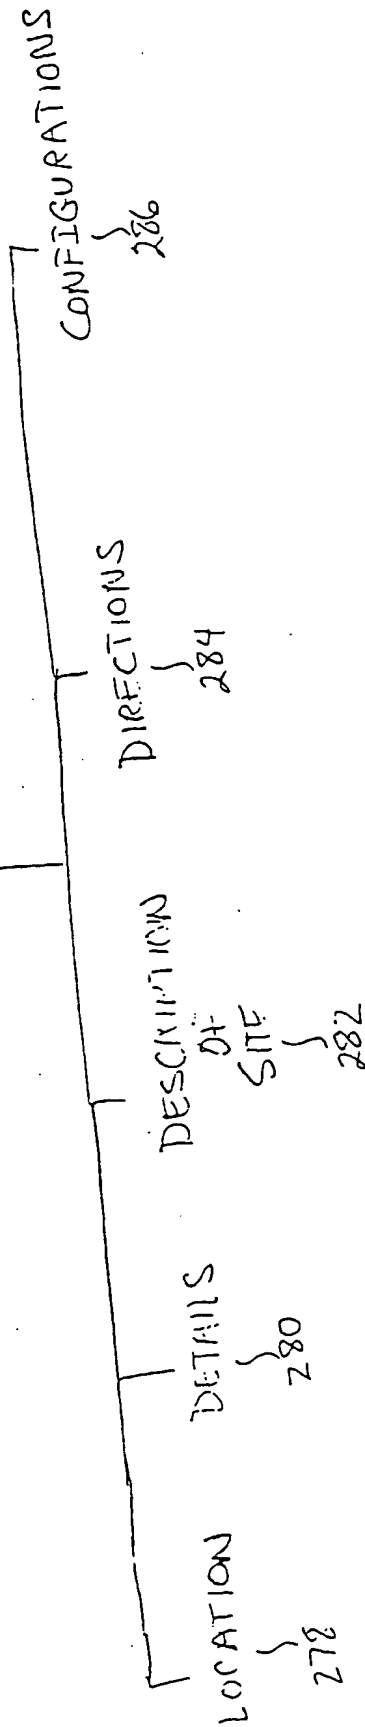 LOCATION
278
DETAILS
280
DESCRIPTION
OF
SITE
282
DIRECTIONS
284
CONFIGURATIONS
286